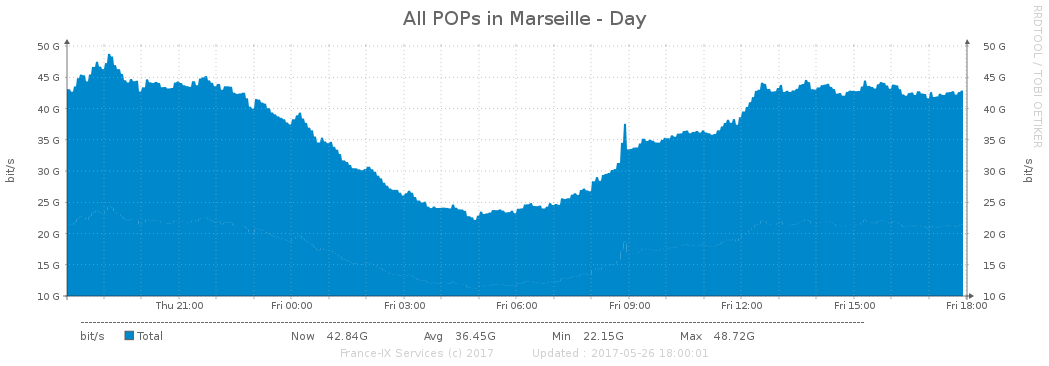 All POPs in Marseille - Day
RRDTOOL / TOBI OETIKER
bit/s
50 G
45 G
40 G
35 G
30 G
25 G
20 G
15 G
10 G
50 G
45 G
40 G
35 G
30 G
25 G
20 G
15 G
10 G
bit/s
Thu 21:00 Fri 00:00 Fri 03:00 Fri 06:00 Fri 09:00 Fri 12:00 Fri 15:00 Fri 18:00
bit/s Total Now 42.84G Avg 36.45G Min 22.15G Max 48.72G
France-IX Services (c) 2017 Updated : 2017-05-26 18:00:01